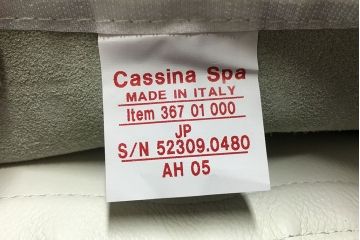 Cassina Spa
MADE IN ITALY
Item 367 01 000
JP
S/N 52309.0480
AH 05